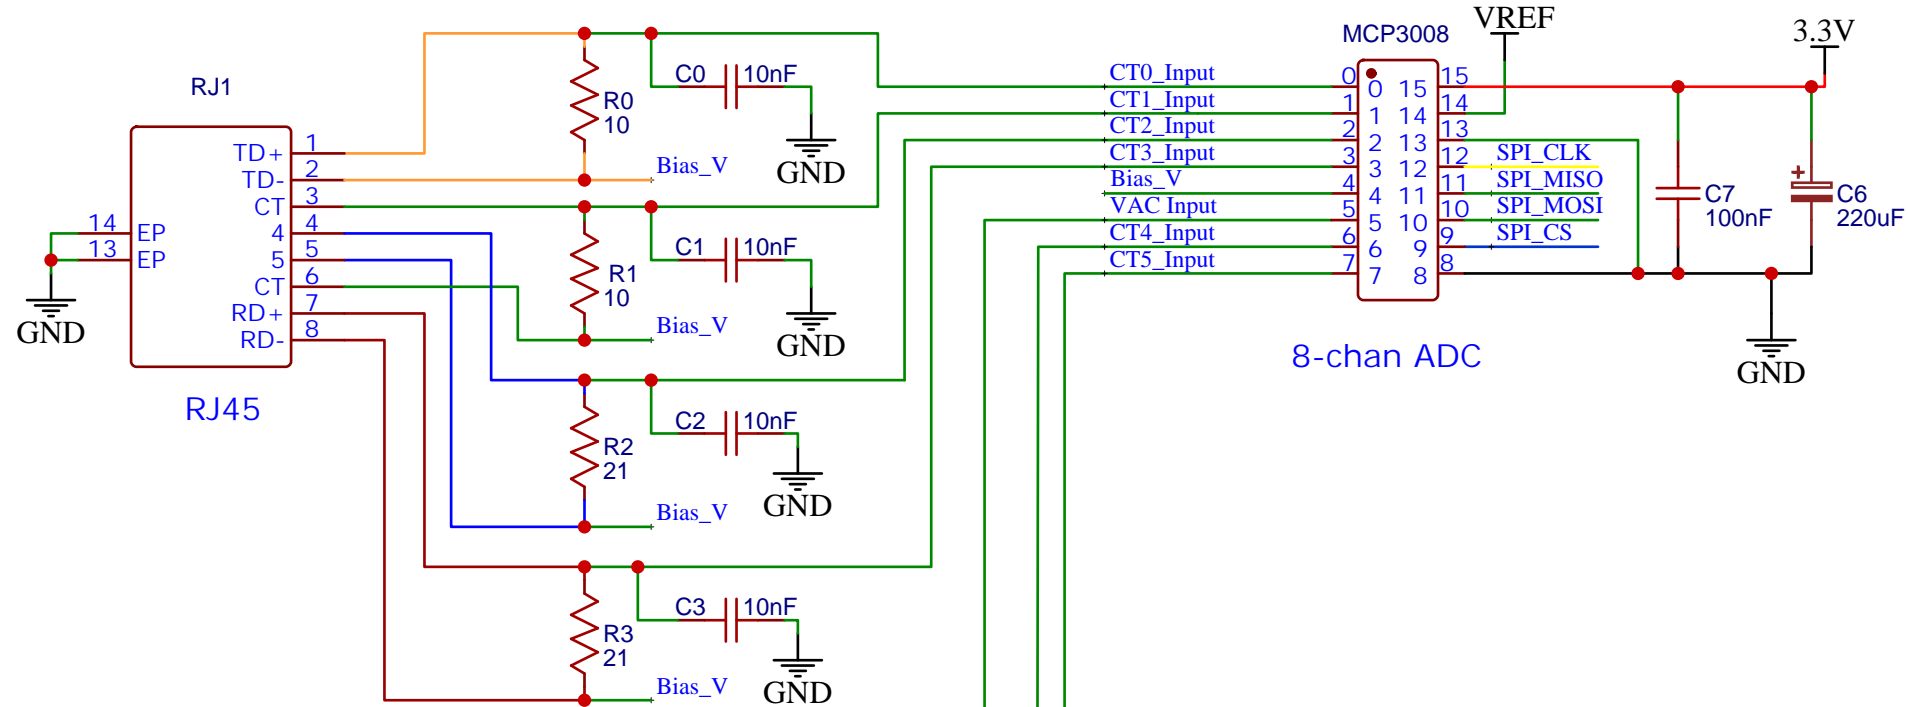 RJ1
TD+ 1
TD- 2
CT 3
4 4
5 5
CT 6
RD+ 7
RD- 8
14 EP
13 EP
GND
RJ45
R0
10
C0 10nF
GND
Bias_V
R1
10
C1 10nF
GND
Bias_V
R2
21
C2 10nF
GND
Bias_V
R3
21
C3 10nF
GND
Bias_V
CT0_Input
CT1_Input
CT2_Input
CT3_Input
Bias_V
VAC Input
CT4_Input
CT5_Input
MCP3008
0 0 15 15
1 1 14 14
2 2 13 13
3 3 12 12
4 4 11 11
5 5 10 10
6 6 9 9
7 7 8 8
8-chan ADC
VREF
SPI_CLK
SPI_MISO
SPI_MOSI
SPI_CS
3.3V
C7
100nF
+
C6
220uF
GND